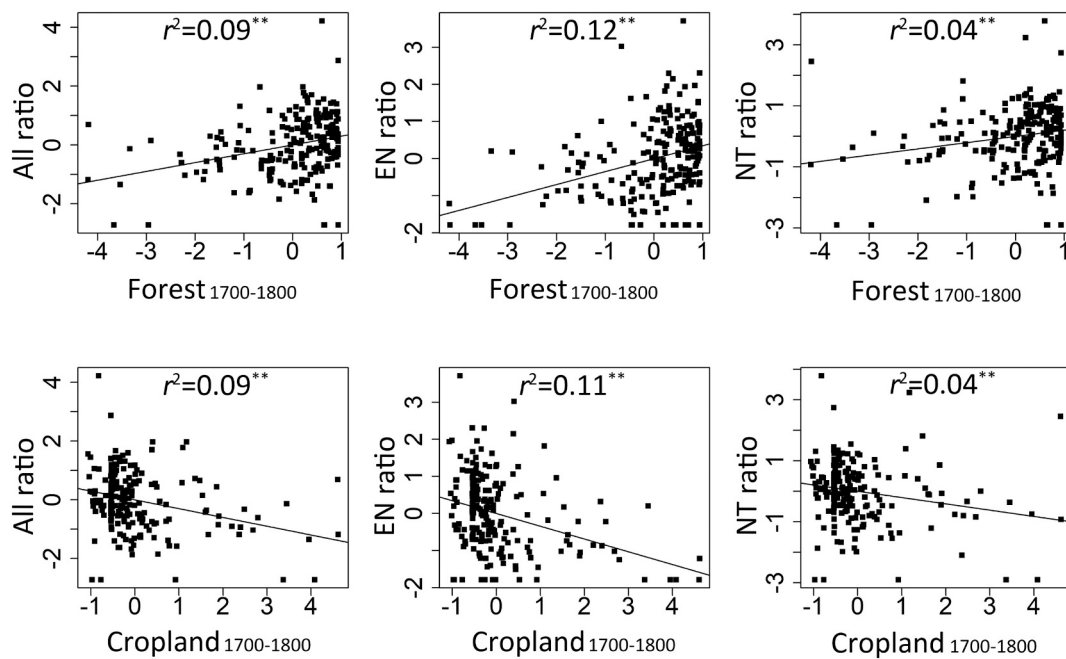 r²=0.09**
All ratio
4
2
0
-2
-4 -3 -2 -1 0 1
Forest 1700-1800
r²=0.12**
EN ratio
3
2
1
0
-2
-4 -3 -2 -1 0 1
Forest 1700-1800
r²=0.04**
NT ratio
3
1
-1
-3
-4 -3 -2 -1 0 1
Forest 1700-1800
r²=0.09**
All ratio
4
2
0
-2
-1 0 1 2 3 4
Cropland 1700-1800
r²=0.11**
EN ratio
3
2
1
0
-2
-1 0 1 2 3 4
Cropland 1700-1800
r²=0.04**
NT ratio
3
1
-1
-3
-1 0 1 2 3 4
Cropland 1700-1800